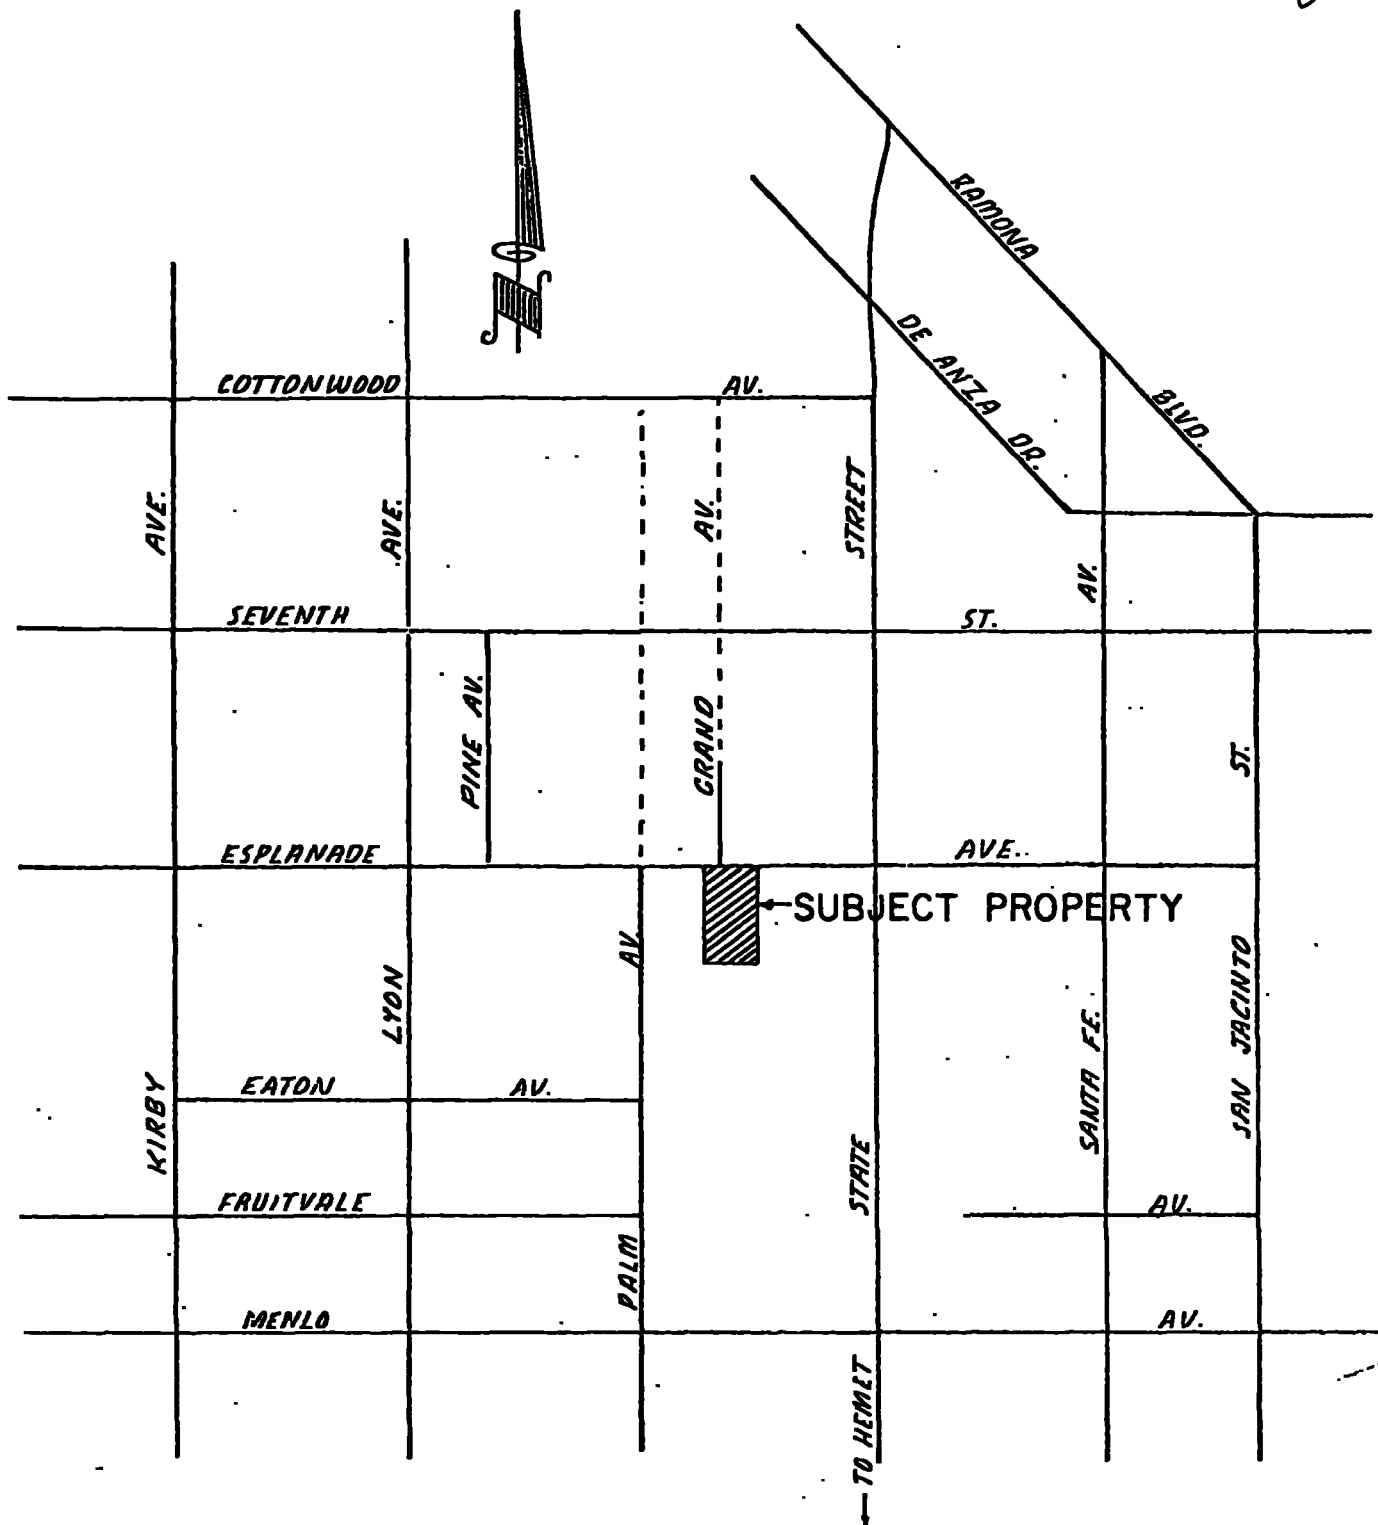 N
RAMONA BLVD.
DE ANZA DR.
COTTONWOOD AV.
KIRBY AVE.
LYON AVE.
GRAND AV.
STATE STREET
SANTA FE. AV.
SEVENTH ST.
PINE AV.
SAN JACINTO ST.
ESPLANADE AVE.
SUBJECT PROPERTY
PALM AV.
EATON AV.
FRUITVALE AV.
MENLO AV.
TO HEMET